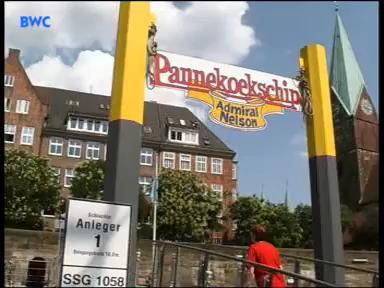 BWC
Pannekoekschip
Admiral
Nelson
Anleger
1
SSG 1058